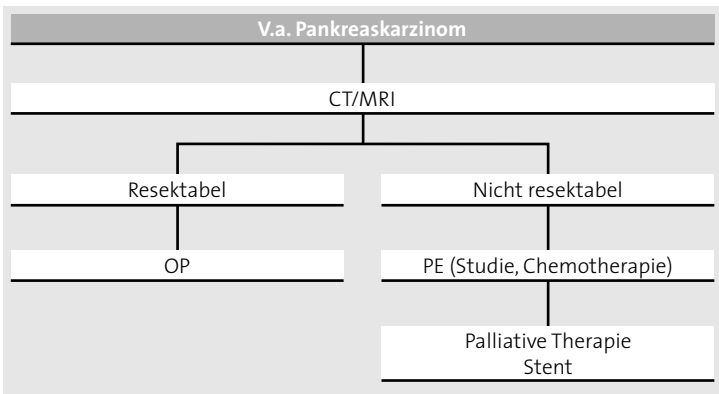 V.a. Pankreaskarzinom
CT/MRI
Resektabel
Nicht resektabel
OP
PE (Studie, Chemotherapie)
Palliative Therapie
Stent